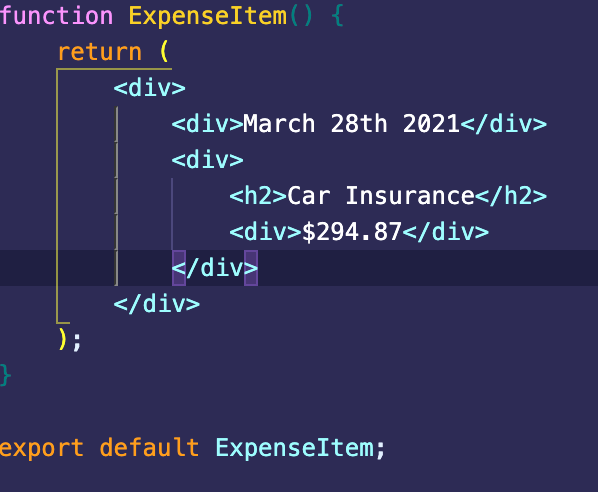 function ExpenseItem() {
    return (
        <div>
            <div>March 28th 2021</div>
            <div>
                <h2>Car Insurance</h2>
                <div>$294.87</div>
            </div>
        </div>
    );
}

export default ExpenseItem;